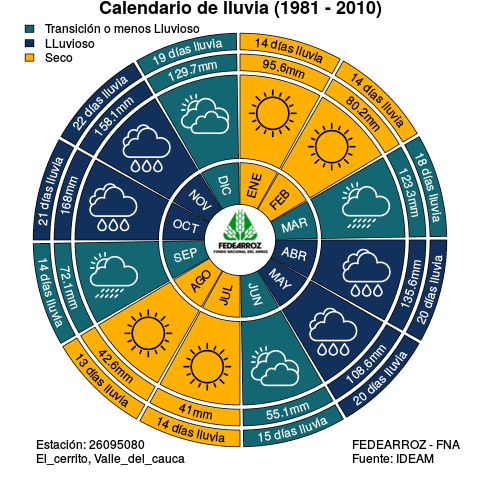 Calendario de lluvia (1981 - 2010)
Transición o menos Lluvioso
LLuvioso
Seco
14 días lluvia
95.6mm
ENE
14 días lluvia
80.2mm
FEB
18 días lluvia
123.3mm
MAR
20 días lluvia
135.6mm
ABR
20 días lluvia
108.6mm
MAY
15 días lluvia
55.1mm
JUN
14 días lluvia
41mm
JUL
13 días lluvia
42.6mm
AGO
14 días lluvia
72.1mm
SEP
21 días lluvia
168mm
OCT
22 días lluvia
158.1mm
NOV
19 días lluvia
129.7mm
DIC
FEDEARROZ
FONDO NACIONAL DEL ARROZ
Estación: 26095080
El_cerrito, Valle_del_cauca
FEDEARROZ - FNA
Fuente: IDEAM